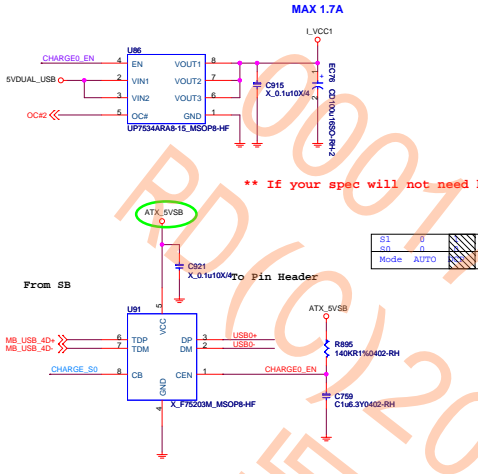 MAX 1.7A
I_VCC1
U86
CHARGE0_EN 4 EN VOUT1 8
5VDUAL_USB 2 VIN1 VOUT2 7
3 VIN2 VOUT3 6
OC#2 5 OC# GND 1
UP7534ARA8-15_MSOP8-HF
C915
X_0.1u10X/4
1 + 2
EC76
CD100u16SO-RH-2
** If your spec will not need
ATX_5VSB
C921
X_0.1u10X/4
To Pin Header
From SB
S1 0
S0 0
Mode AUTO
U91
5
VCC
MB_USB_4D+ 6 TDP DP 3 USB0+
MB_USB_4D- 7 TDM DM 2 USB0-
CHARGE_S0 8 CB CEN 1 CHARGE0_EN
GND
4
X_F75203M_MSOP8-HF
ATX_5VSB
R895
140KR1%0402-RH
C759
C1u6.3Y0402-RH